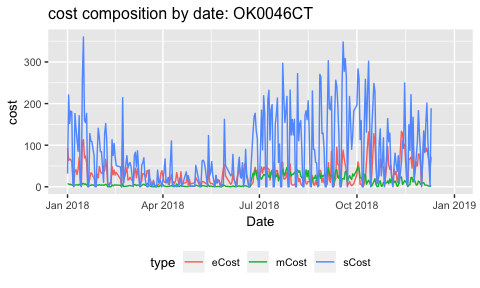 cost composition by date: OK0046CT
cost
300
200
100
0
Jan 2018
Apr 2018
Jul 2018
Oct 2018
Jan 2019
Date
type
eCost
mCost
sCost